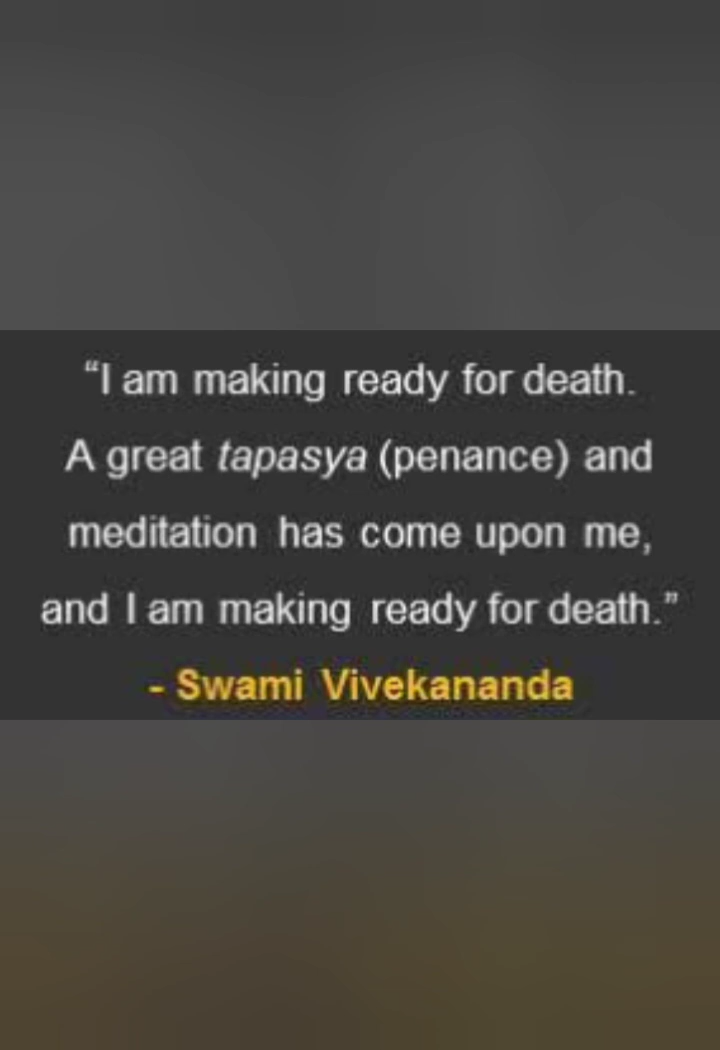 “I am making ready for death.
A great tapasya (penance) and
meditation has come upon me,
and I am making ready for death.”
- Swami Vivekananda